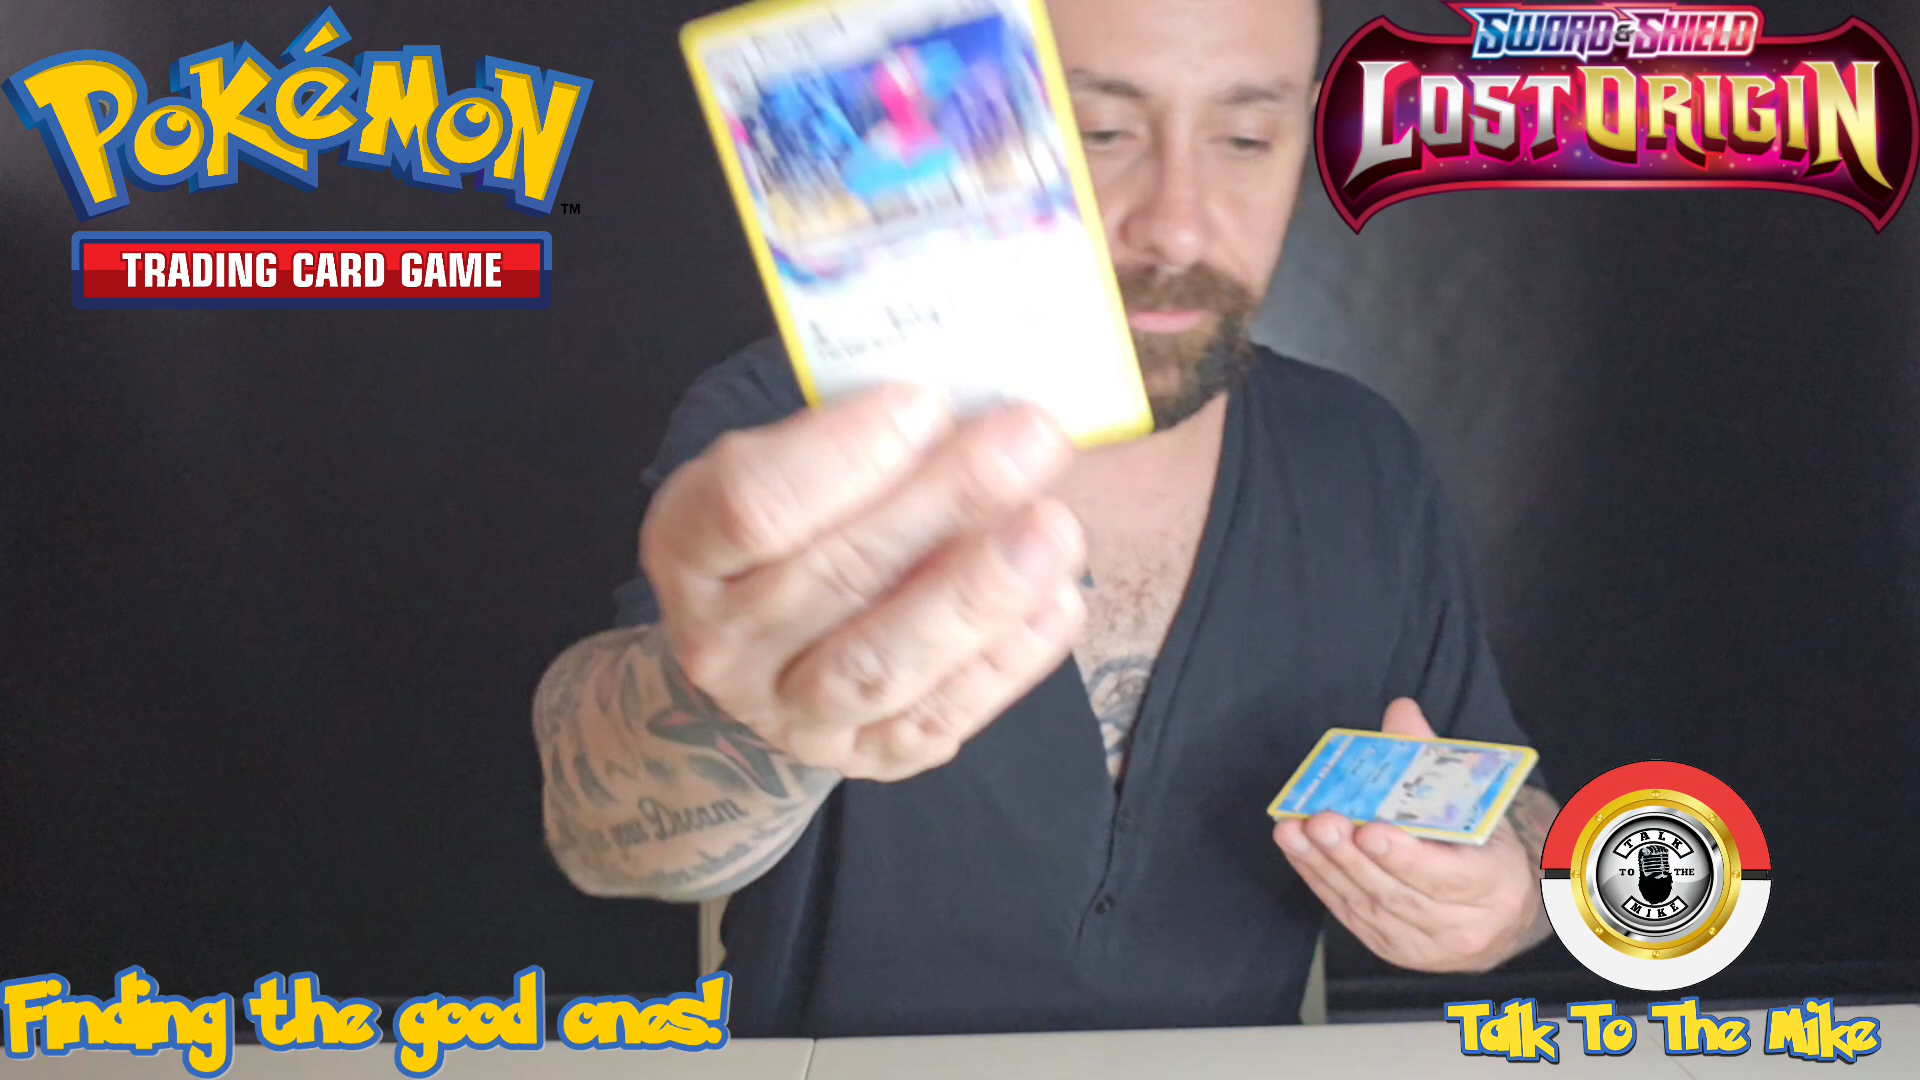 POKéMON
TM
TRADING CARD GAME
SWORD & SHIELD
LOST ORIGIN
Dream
TALK
TO THE
MIKE
Finding the good ones!
Talk To The Mike